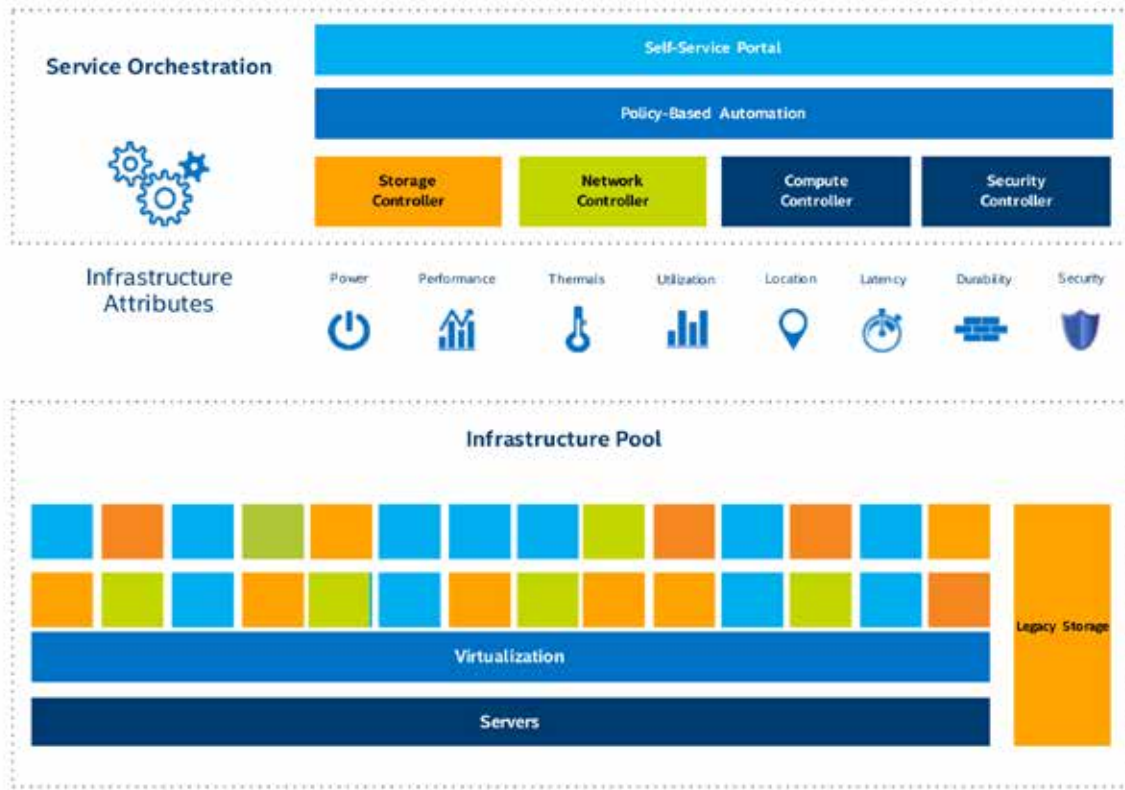 Self-Service Portal
Service Orchestration
Policy-Based Automation
Storage
Controller
Network
Controller
Compute
Controller
Security
Controller
Infrastructure
Attributes
Power
Performance
Thermals
Utilization
Location
Latency
Durability
Security
Infrastructure Pool
Legacy Storage
Virtualization
Servers